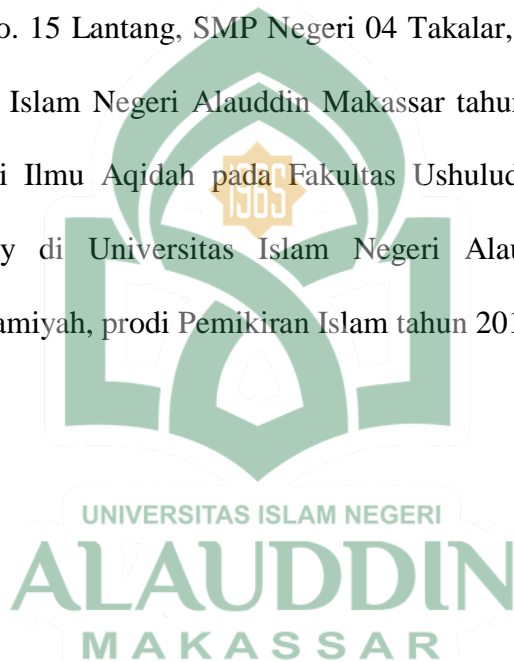 o. 15 Lantang, SMP Negeri 04 Takalar,
Islam Negeri Alauddin Makassar tahun
i Ilmu Aqidah pada Fakultas Ushulud
1965
y di Universitas Islam Negeri Alau
amiyah, prodi Pemikiran Islam tahun 201
UNIVERSITAS ISLAM NEGERI
ALAUDDIN
MAKASSAR